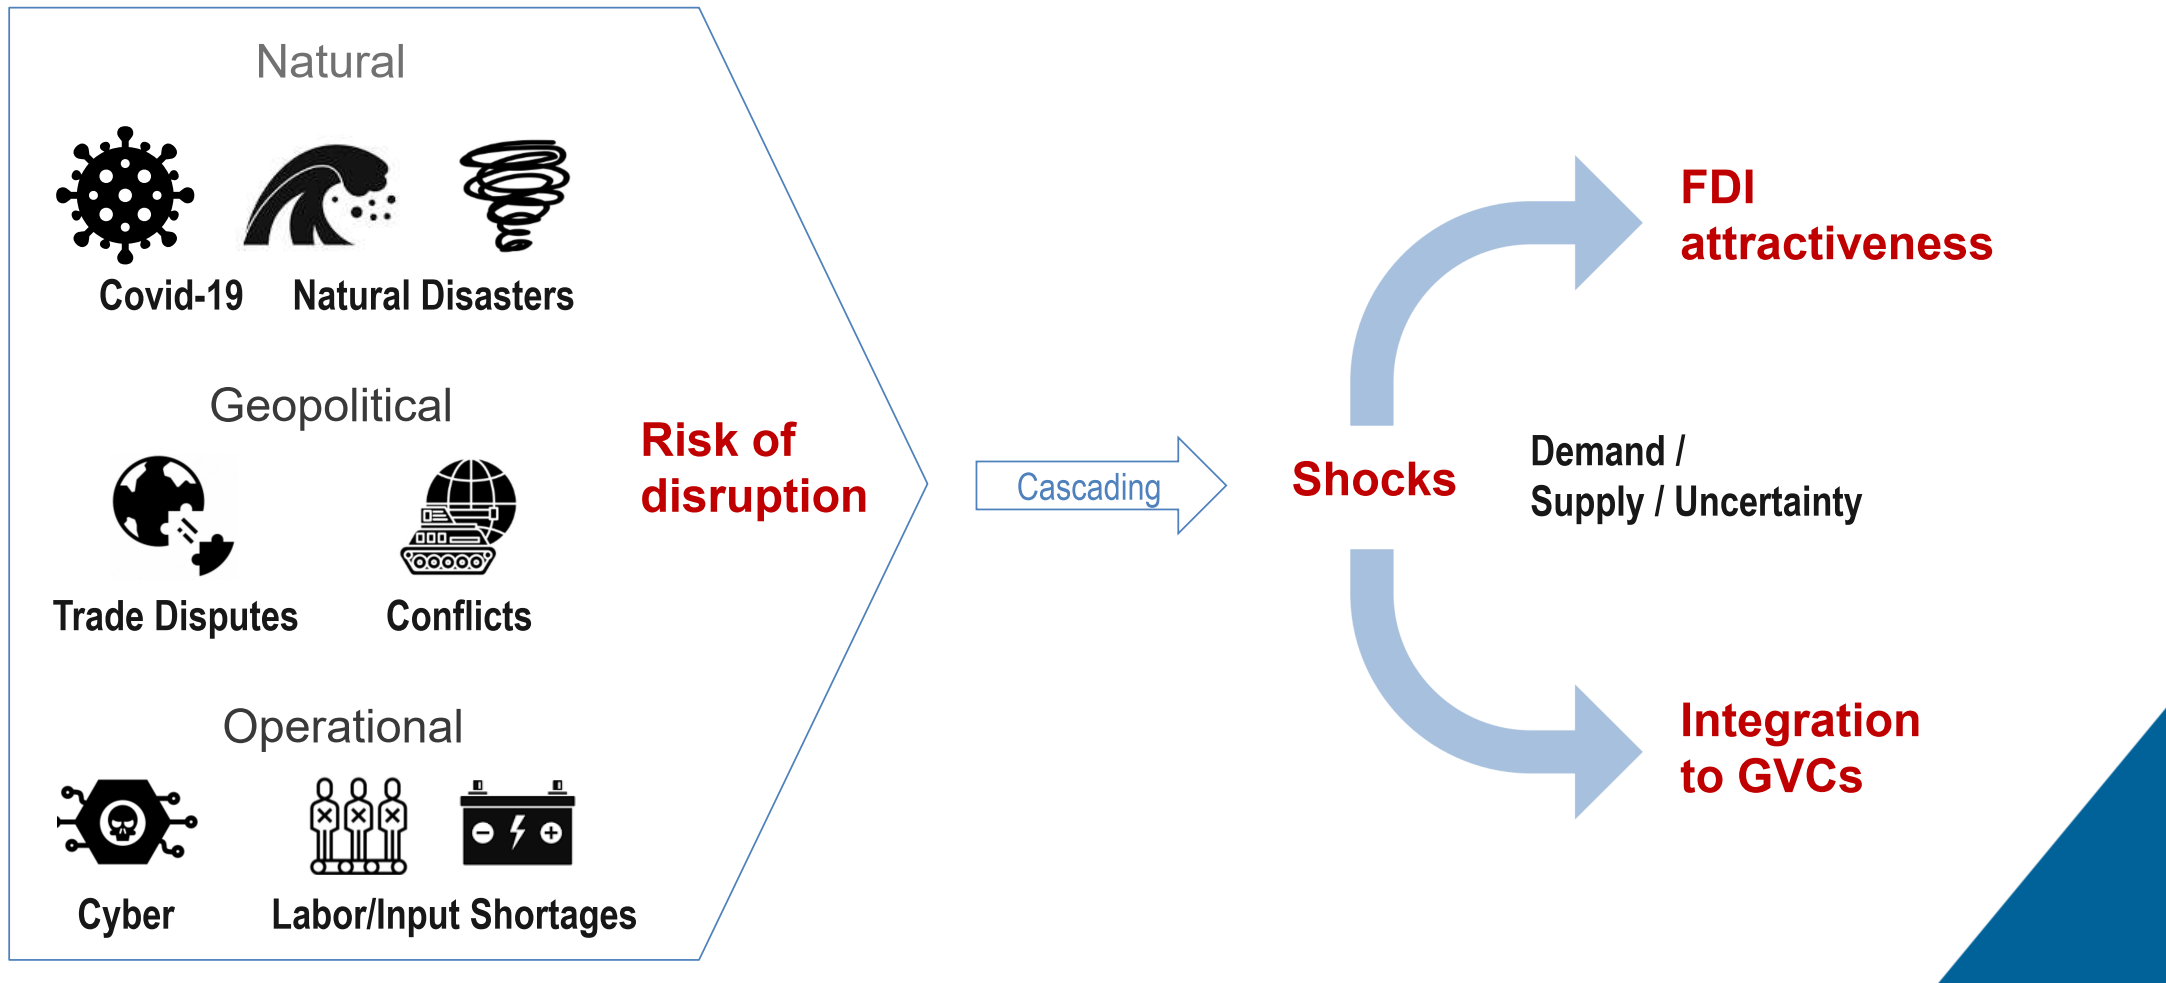 Natural
Covid-19
Natural Disasters
Geopolitical
Trade Disputes
Conflicts
Operational
Cyber
Labor/Input Shortages
Risk of
disruption
Cascading
Shocks
FDI
attractiveness
Demand /
Supply / Uncertainty
Integration
to GVCs